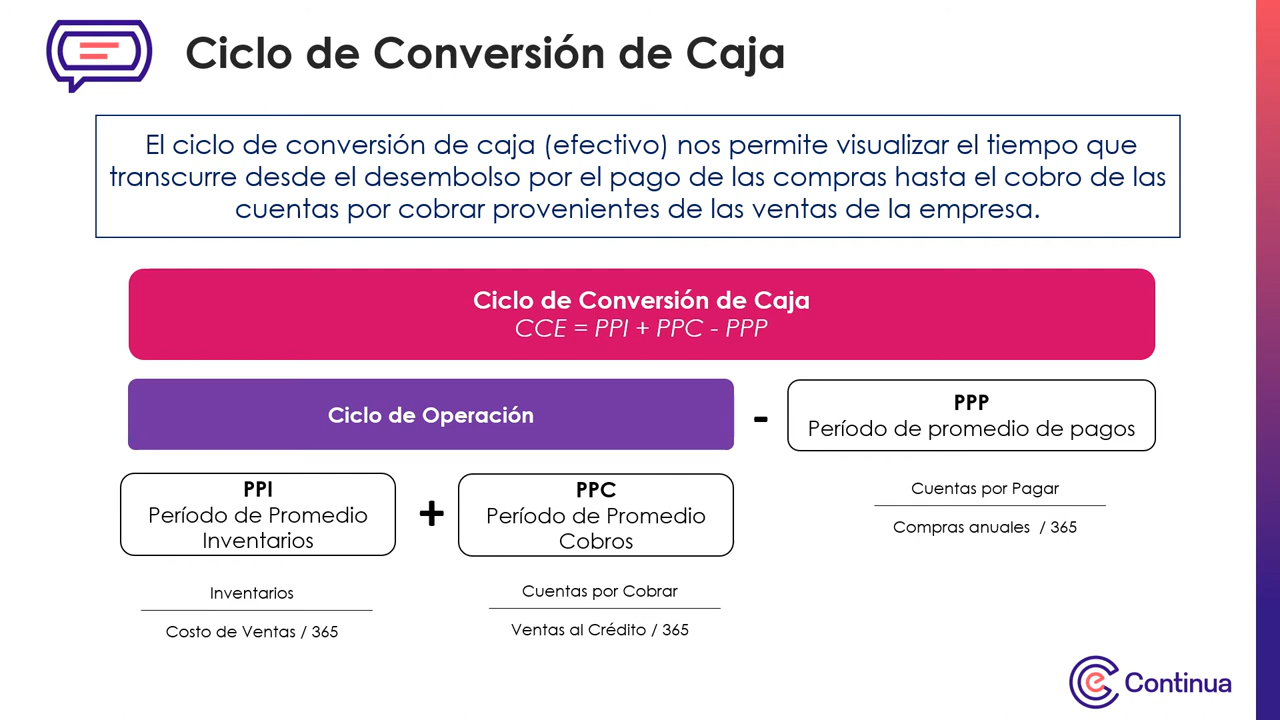 Ciclo de Conversión de Caja
El ciclo de conversión de caja (efectivo) nos permite visualizar el tiempo que
transcurre desde el desembolso por el pago de las compras hasta el cobro de las
cuentas por cobrar provenientes de las ventas de la empresa.
Ciclo de Conversión de Caja
CCE = PPI + PPC - PPP
Ciclo de Operación
-
PPP
Período de promedio de pagos
PPI
Período de Promedio
Inventarios
+
PPC
Período de Promedio
Cobros
Cuentas por Pagar
Compras anuales / 365
Inventarios
Costo de Ventas / 365
Cuentas por Cobrar
Ventas al Crédito / 365
Continua